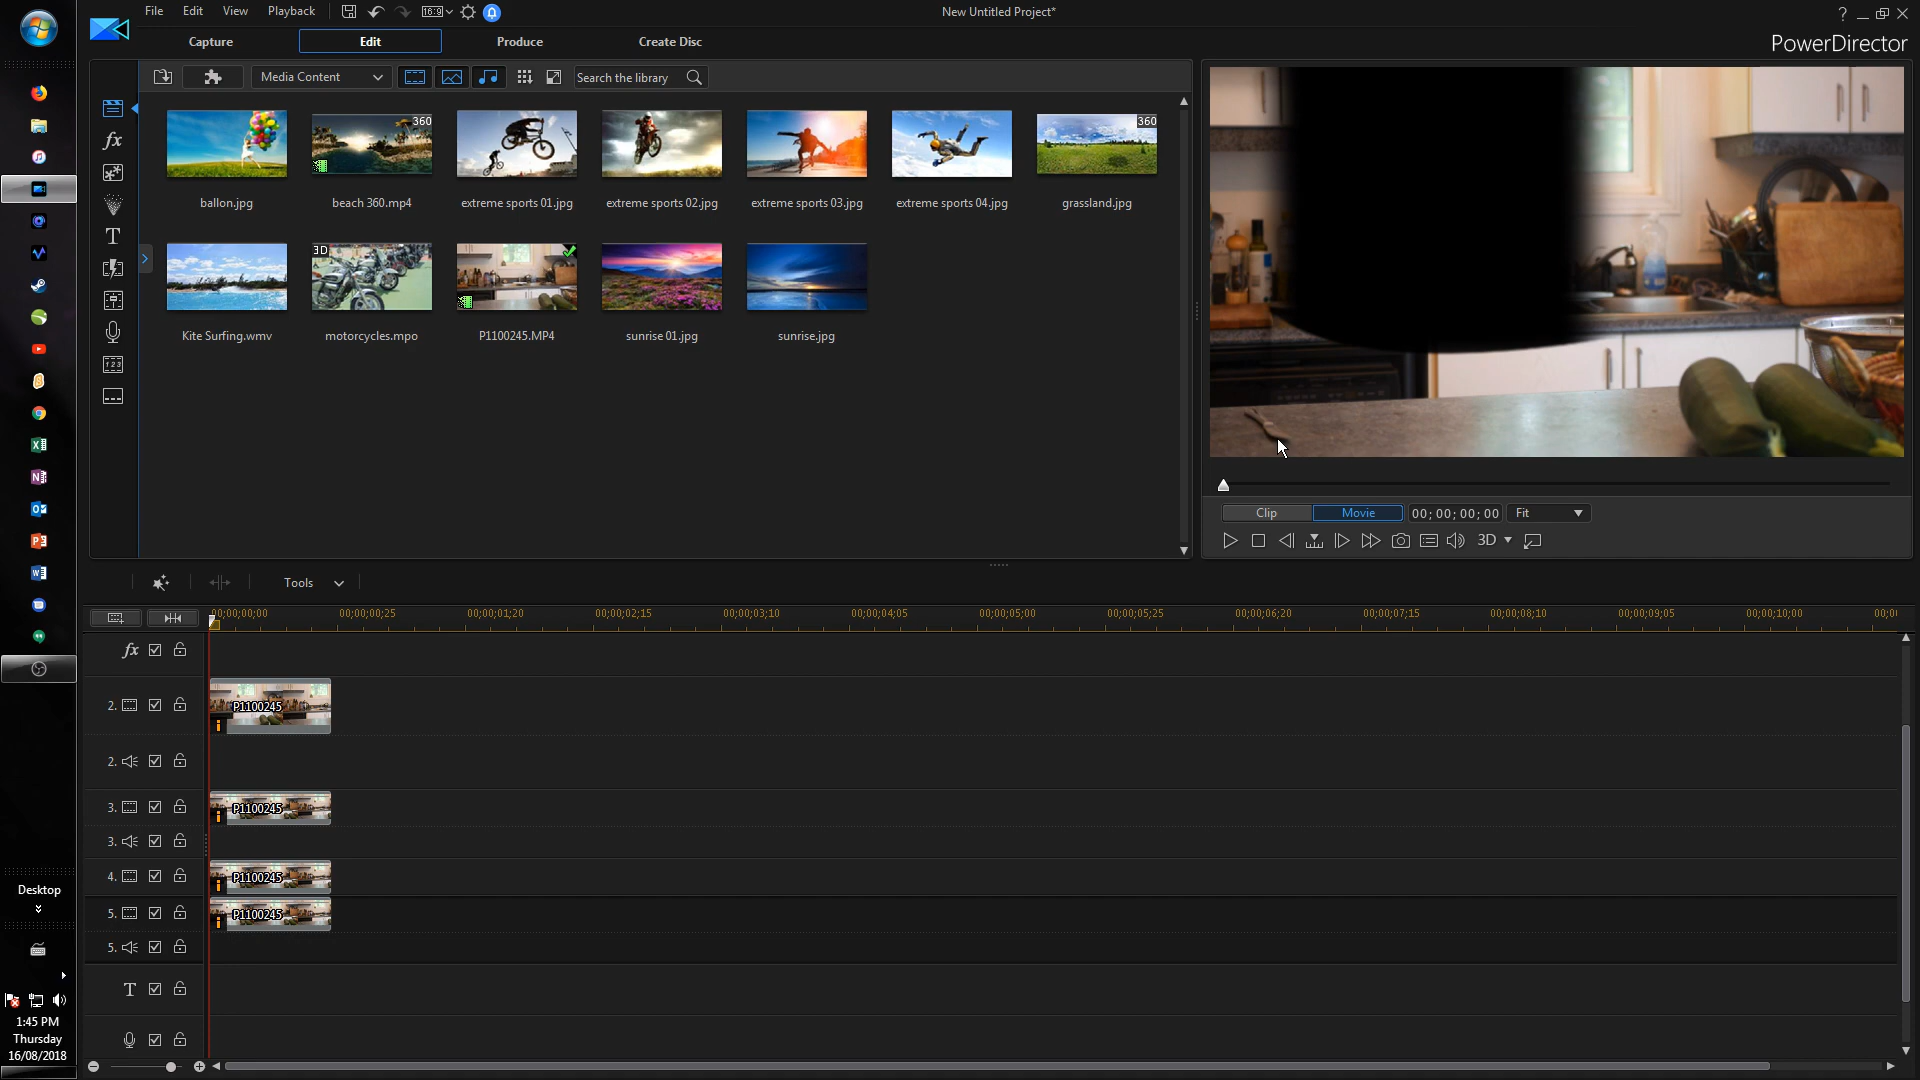 File Edit View Playback 16:9 New Untitled Project* ?
Capture Edit Produce Create Disc PowerDirector
Media Content Search the library
360 360
ballon.jpg beach 360.mp4 extreme sports 01.jpg extreme sports 02.jpg extreme sports 03.jpg extreme sports 04.jpg grassland.jpg
3D
Kite Surfing.wmv motorcycles.mpo P1100245.MP4 sunrise 01.jpg sunrise.jpg
fx
T
1 2 3
Clip Movie 00; 00; 00; 00 Fit
3D
Tools
00;00;00;00 00;00;00;25 00;00;01;20 00;00;02;15 00;00;03;10 00;00;04;05 00;00;05;00 00;00;05;25 00;00;06;20 00;00;07;15 00;00;08;10 00;00;09;05 00;00;10;00
fx
2. P1100245
2.
3. P1100245
3.
4. P1100245
5. P1100245
5.
T
Desktop
1:45 PM
Thursday
16/08/2018